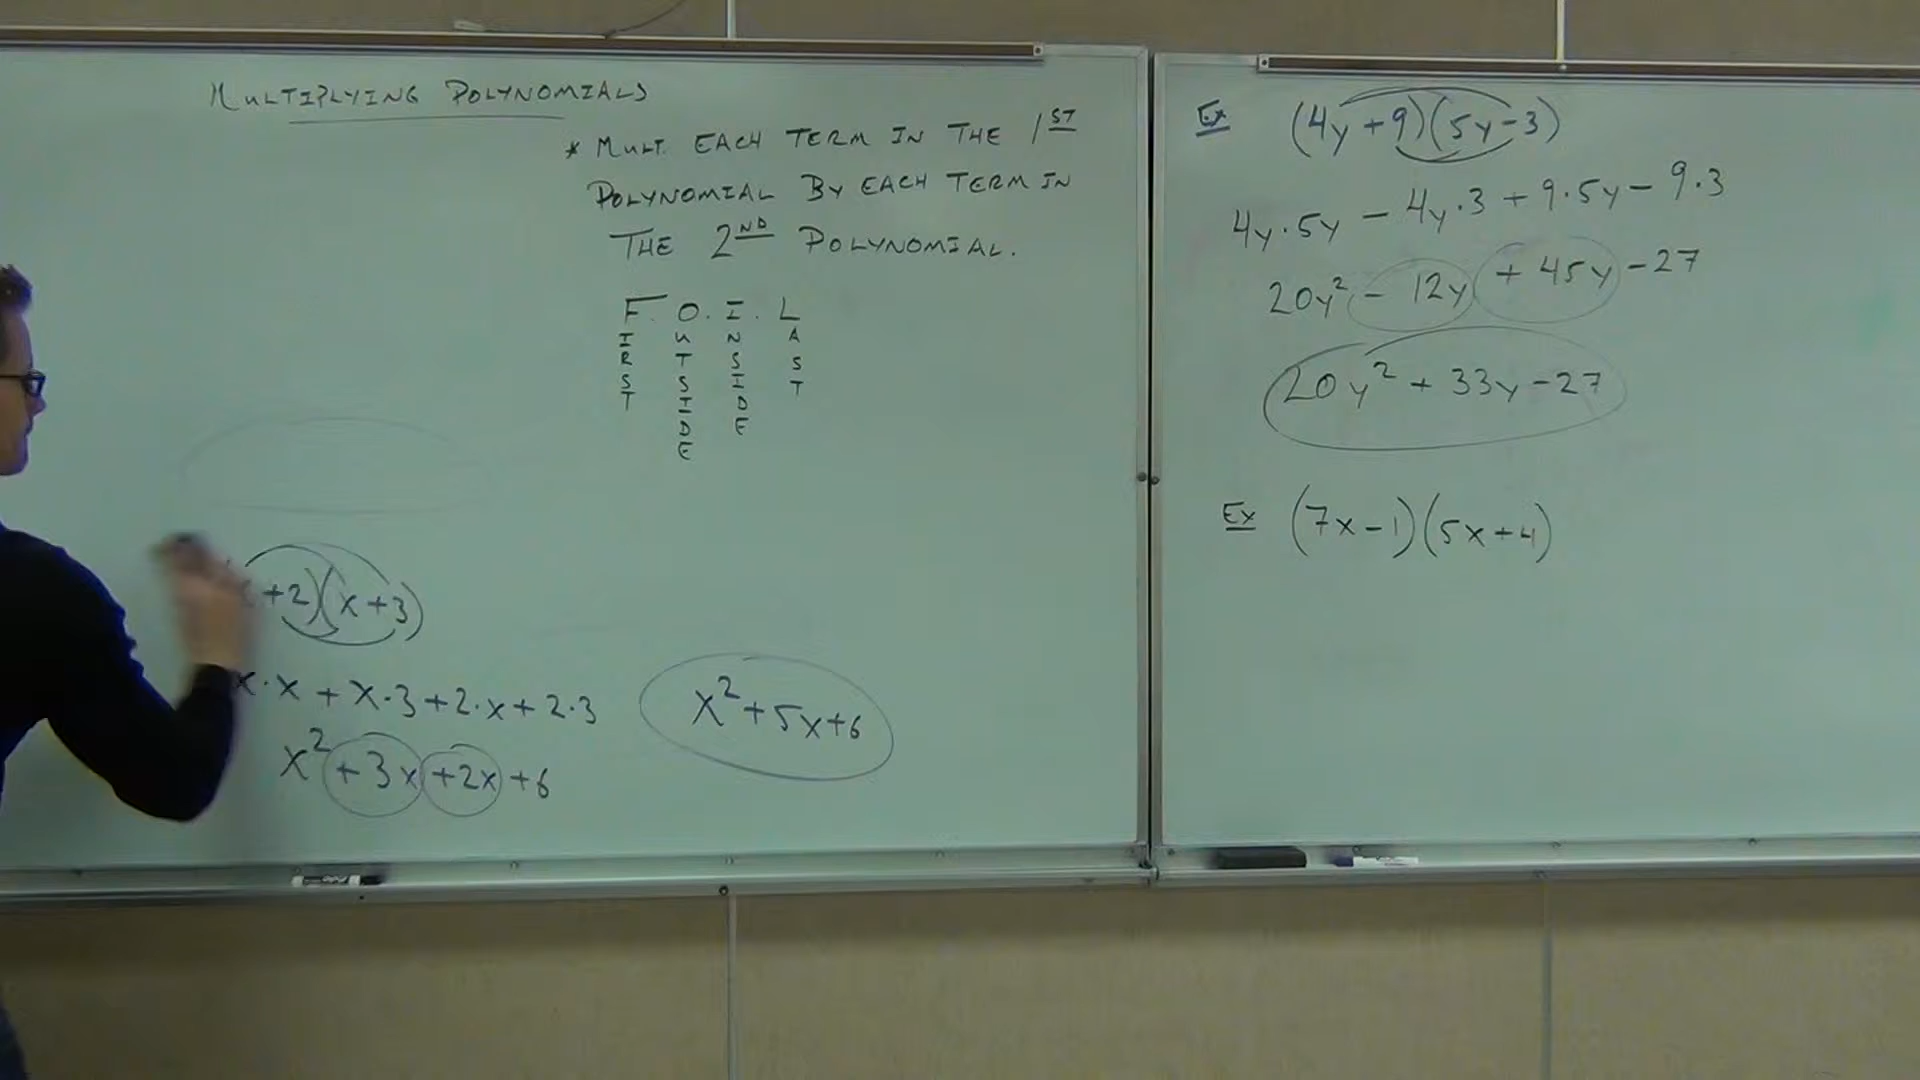 MULTIPLYING POLYNOMIALS
* MULT. EACH TERM IN THE 1ST
POLYNOMIAL BY EACH TERM IN
THE 2ND POLYNOMIAL.
F. O. I. L
FIRST
OUTSIDE
INSIDE
LAST
+2)(x+3)
x·x + x·3+2·x+2·3
x²+3x+2x+6
x²+5x+6
Ex (4y+9)(5y-3)
4y·5y - 4y·3 + 9·5y - 9·3
20y² - 12y + 45y - 27
20y² + 33y - 27
Ex (7x-1)(5x+4)